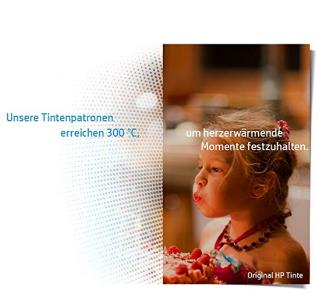 Unsere Tintenpatronen
erreichen 300 °C,
um herzerwärmende
Momente festzuhalten.
Original HP Tinte